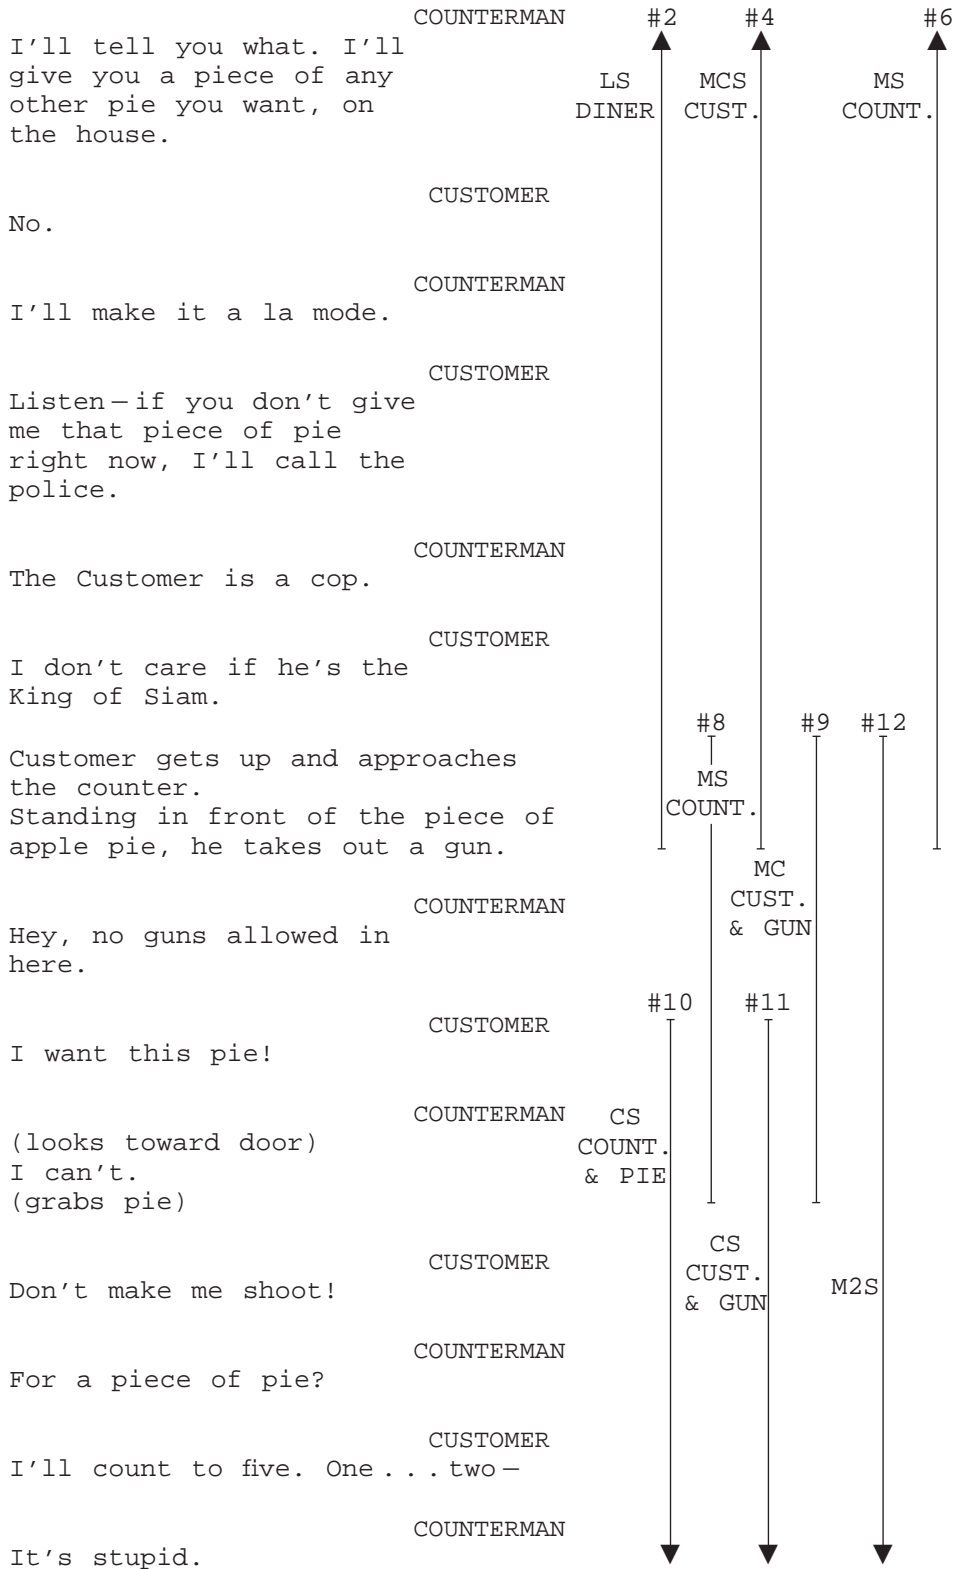 COUNTERMAN #2 #4 #6
I'll tell you what. I'll
give you a piece of any
other pie you want, on
the house.
LS MCS MS
DINER CUST. COUNT.
CUSTOMER
No.
COUNTERMAN
I'll make it a la mode.
CUSTOMER
Listen—if you don't give
me that piece of pie
right now, I'll call the
police.
COUNTERMAN
The Customer is a cop.
CUSTOMER
I don't care if he's the
King of Siam.
#8 #9 #12
Customer gets up and approaches
the counter.
Standing in front of the piece of
apple pie, he takes out a gun.
MS
COUNT.
MC
CUST.
& GUN
COUNTERMAN
Hey, no guns allowed in
here.
#10 #11
CUSTOMER
I want this pie!
COUNTERMAN
(looks toward door)
I can't.
(grabs pie)
CS
COUNT.
& PIE
CUSTOMER
Don't make me shoot!
CS
CUST.
& GUN
M2S
COUNTERMAN
For a piece of pie?
CUSTOMER
I'll count to five. One . . . two—
COUNTERMAN
It's stupid.